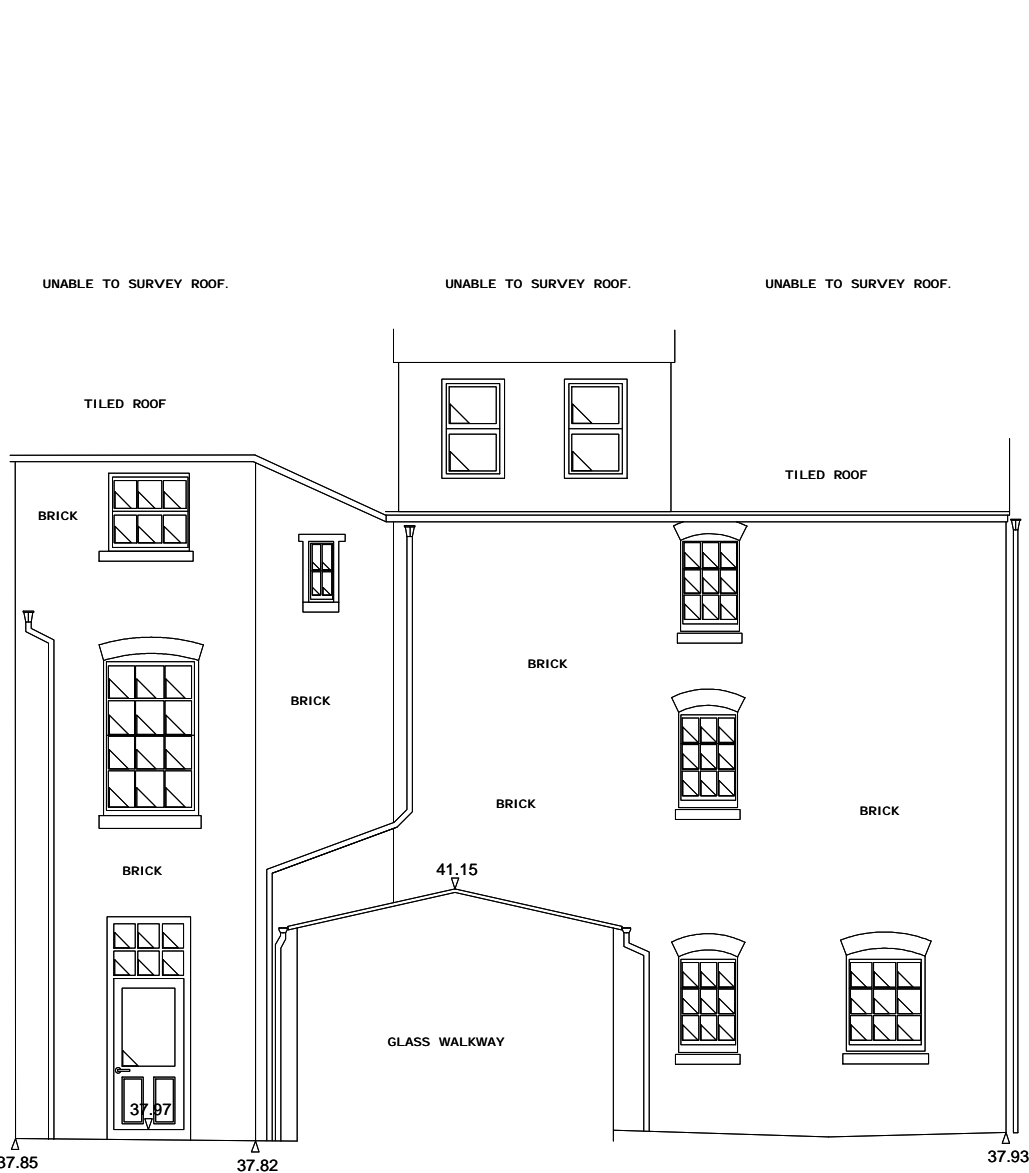 UNABLE TO SURVEY ROOF.
UNABLE TO SURVEY ROOF.
UNABLE TO SURVEY ROOF.
TILED ROOF
TILED ROOF
BRICK
BRICK
BRICK
BRICK
BRICK
BRICK
41.15
GLASS WALKWAY
37.97
37.85
37.82
37.93